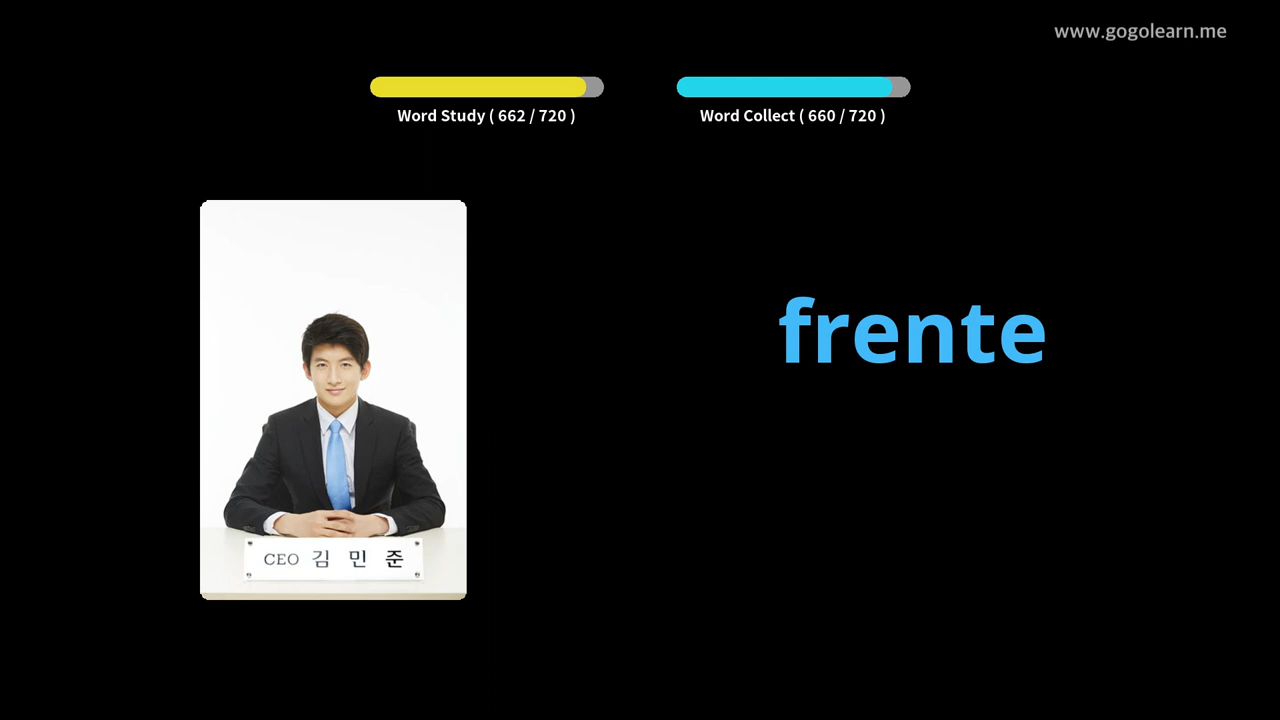 www.gogolearn.me
Word Study ( 662 / 720 )
Word Collect ( 660 / 720 )
frente
CEO 김 민 준